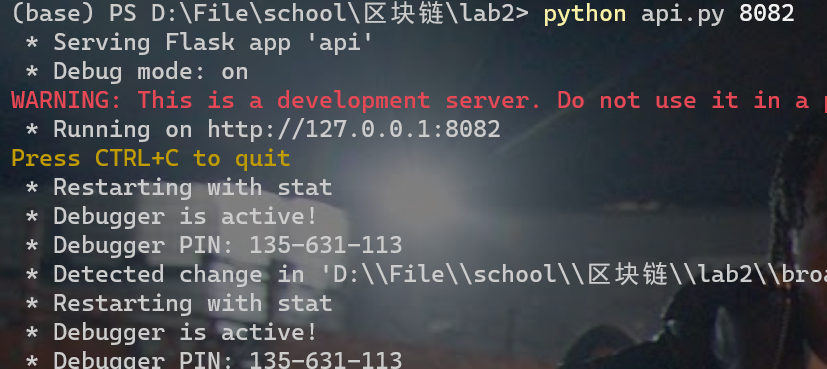 (base) PS D:\File\school\区块链\lab2> python api.py 8082
 * Serving Flask app 'api'
 * Debug mode: on
WARNING: This is a development server. Do not use it in a
 * Running on http://127.0.0.1:8082
Press CTRL+C to quit
 * Restarting with stat
 * Debugger is active!
 * Debugger PIN: 135-631-113
 * Detected change in 'D:\\File\\school\\区块链\\lab2\\broa
 * Restarting with stat
 * Debugger is active!
 * Debugger PIN: 135-631-113